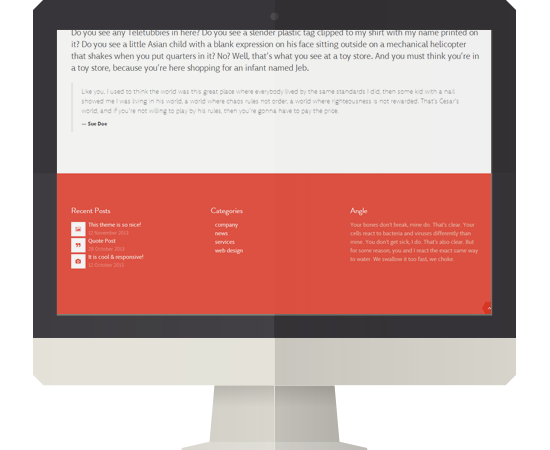 Do you see any Teletubbies in here? Do you see a slender plastic tag clipped to my shirt with my name printed on
it? Do you see a little Asian child with a blank expression on his face sitting outside on a mechanical helicopter
that shakes when you put quarters in it? No? Well, that's what you see at a toy store. And you must think you're in
a toy store, because you're here shopping for an infant named Jeb.
Like you, I used to think the world was this great place where everybody lived by the same standards I did, then some kid with a nail
showed me I was living in his world, a world where chaos rules not order, a world where righteousness is not rewarded. That's Cesar's
world, and if you're not willing to play by his rules, then you're gonna have to pay the price.
— Sue Doe
Recent Posts
This theme is so nice!
12 November 2013
Quote Post
28 October 2013
It is cool & responsive!
12 October 2013
Categories
company
news
services
web design
Angle
Your bones don't break, mine do. That's clear. Your
cells react to bacteria and viruses differently than
mine. You don't get sick, I do. That's also clear. But
for some reason, you and I react the exact same way
to water. We swallow it too fast, we choke.